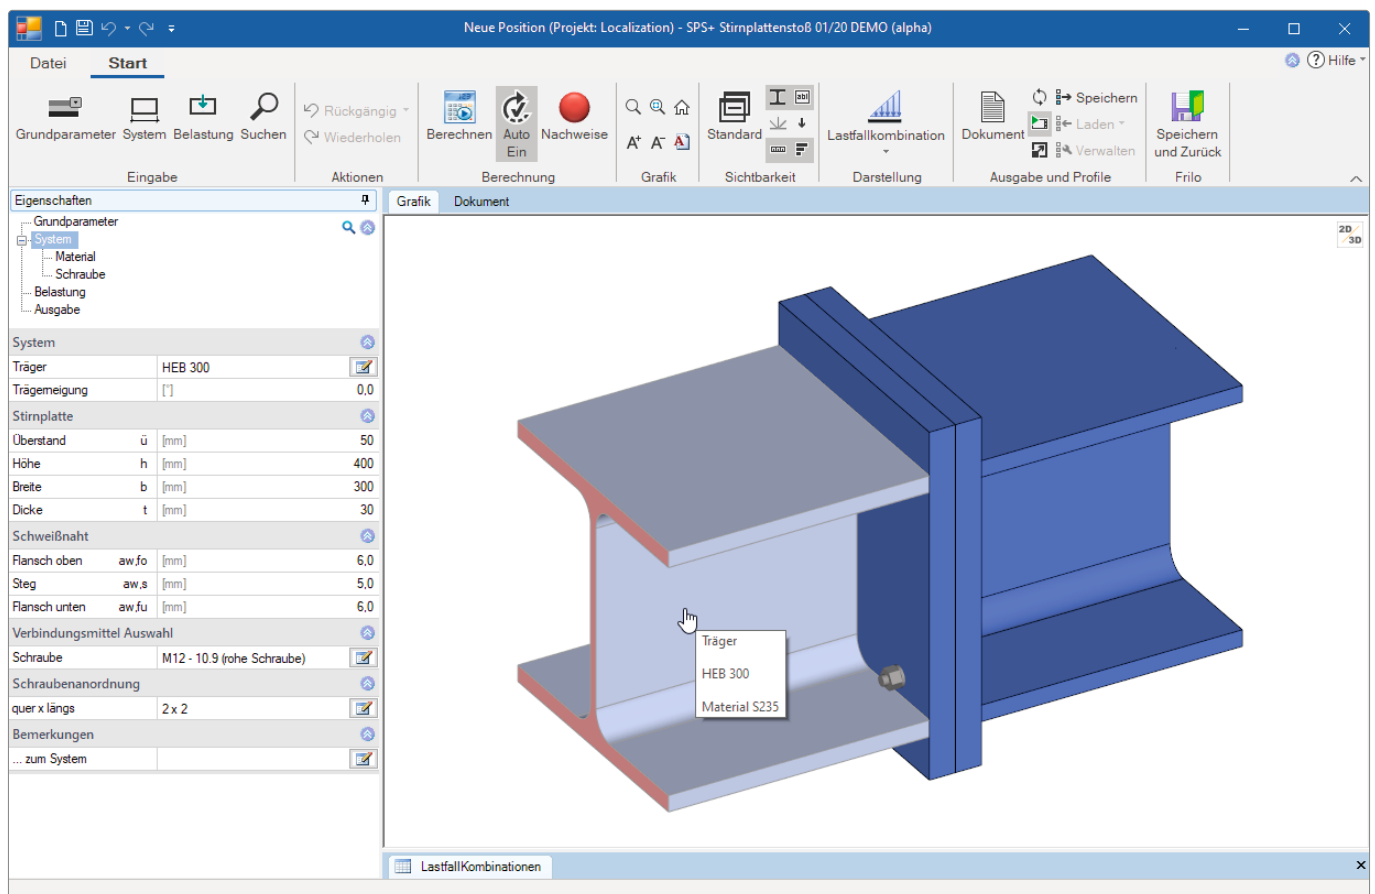 Neue Position (Projekt: Localization) - SPS+ Stirnplattenstoß 01/20 DEMO (alpha)
Datei Start Hilfe
Grundparameter System Belastung Suchen
Rückgängig
Wiederholen
Berechnen Auto Ein Nachweise
Standard
Lastfallkombination
Dokument
Speichern
Laden
Verwalten
Speichern und Zurück
Eingabe Aktionen Berechnung Grafik Sichtbarkeit Darstellung Ausgabe und Profile Frilo
Eigenschaften
Grafik Dokument
Grundparameter
System
Material
Schraube
Belastung
Ausgabe
2D/3D
System
Träger HEB 300
Trägerneigung [°] 0,0
Stirnplatte
Überstand ü [mm] 50
Höhe h [mm] 400
Breite b [mm] 300
Dicke t [mm] 30
Schweißnaht
Flansch oben aw,fo [mm] 6,0
Steg aw,s [mm] 5,0
Flansch unten aw,fu [mm] 6,0
Verbindungsmittel Auswahl
Schraube M12 - 10.9 (rohe Schraube)
Schraubenanordnung
quer x längs 2 x 2
Bemerkungen
... zum System
Träger
HEB 300
Material S235
LastfallKombinationen